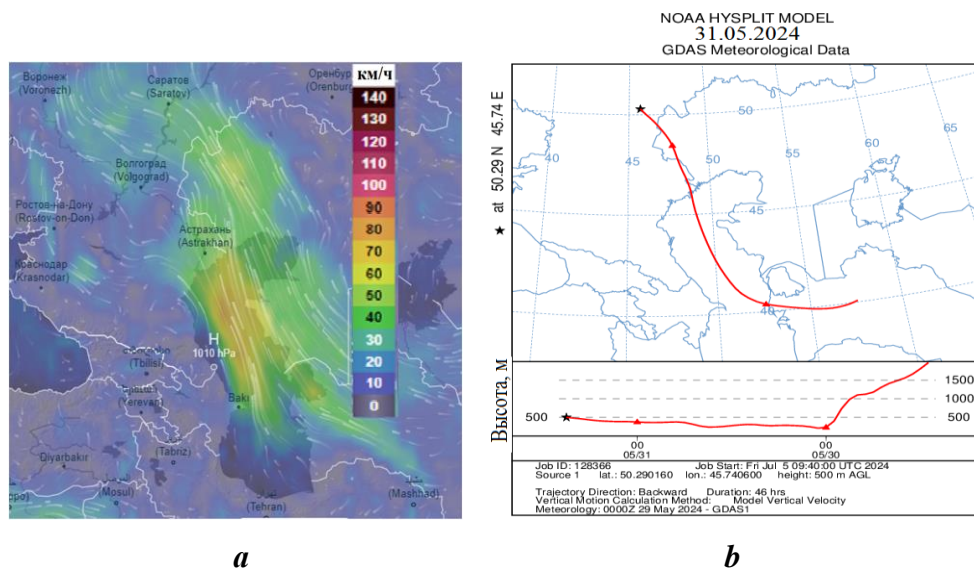 Воронеж
(Voronezh)
Саратов
(Saratov)
Оренбург
(Orenburg)
Волгоград
(Volgograd)
Ростов-на-Дону
(Rostov-on-Don)
Астрахань
(Astrakhan)
Краснодар
(Krasnodar)
H
1010 hPa
(Tbilisi)
(Yerevan)
Bakı
(Tabriz)
Diyarbakır
(Mosul)
(Tehran)
(Mashhad)
км/ч
140
130
120
110
100
90
80
70
60
50
40
30
20
10
0
a
NOAA HYSPLIT MODEL
31.05.2024
GDAS Meteorological Data
★ at 50.29 N 45.74 E
40
45
50
55
60
65
50
45
40
Высота, м
500
1500
1000
500
00
05/31
00
05/30
Job ID: 128366 Job Start: Fri Jul 5 09:40:00 UTC 2024
Source 1 lat.: 50.290160 lon.: 45.740600 height: 500 m AGL
Trajectory Direction: Backward Duration: 46 hrs
Vertical Motion Calculation Method: Model Vertical Velocity
Meteorology: 0000Z 29 May 2024 - GDAS1
b